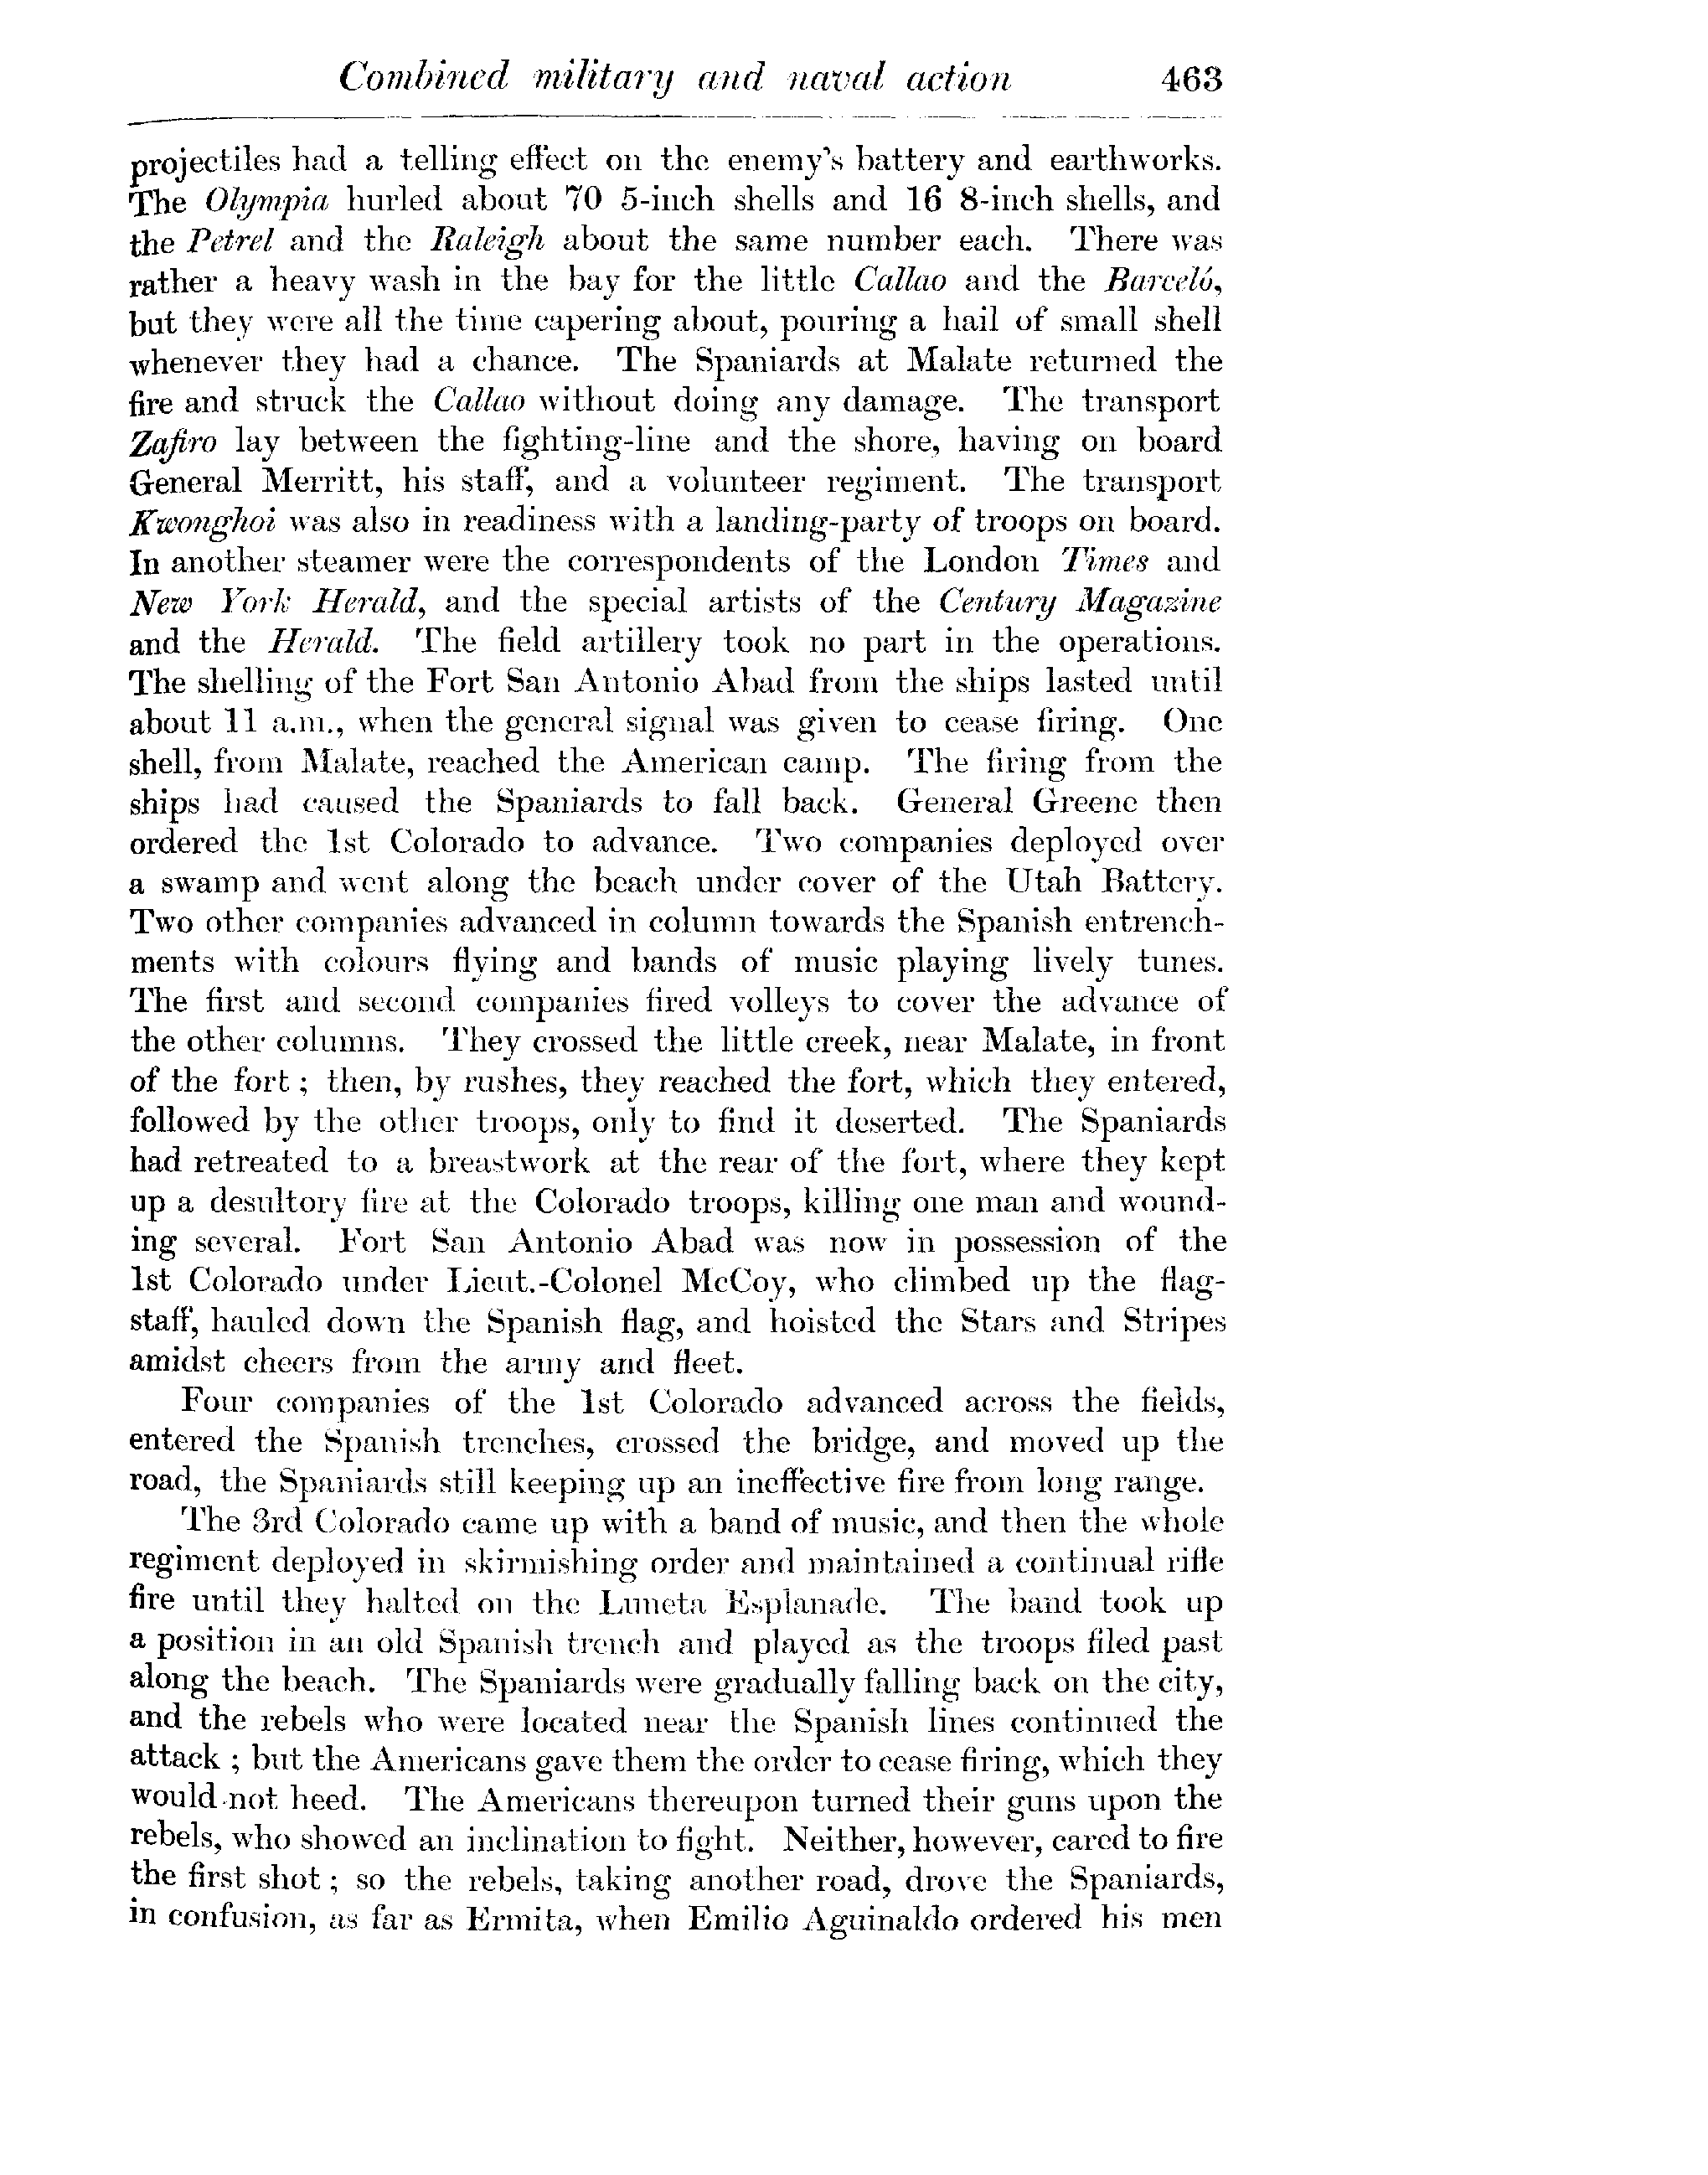 Combined military and naval action 463
projectiles had a telling effect on the enemy's battery and earthworks.
The Olympia hurled about 70 5-inch shells and 16 8-inch shells, and
the Petrel and the Raleigh about the same number each. There was
rather a heavy wash in the bay for the little Callao and the Barceló,
but they were all the time capering about, pouring a hail of small shell
whenever they had a chance. The Spaniards at Malate returned the
fire and struck the Callao without doing any damage. The transport
Zafiro lay between the fighting-line and the shore, having on board
General Merritt, his staff, and a volunteer regiment. The transport
Kwonghoi was also in readiness with a landing-party of troops on board.
In another steamer were the correspondents of the London Times and
New York Herald, and the special artists of the Century Magazine
and the Herald. The field artillery took no part in the operations.
The shelling of the Fort San Antonio Abad from the ships lasted until
about 11 a.m., when the general signal was given to cease firing. One
shell, from Malate, reached the American camp. The firing from the
ships had caused the Spaniards to fall back. General Greene then
ordered the 1st Colorado to advance. Two companies deployed over
a swamp and went along the beach under cover of the Utah Battery.
Two other companies advanced in column towards the Spanish entrench-
ments with colours flying and bands of music playing lively tunes.
The first and second companies fired volleys to cover the advance of
the other columns. They crossed the little creek, near Malate, in front
of the fort ; then, by rushes, they reached the fort, which they entered,
followed by the other troops, only to find it deserted. The Spaniards
had retreated to a breastwork at the rear of the fort, where they kept
up a desultory fire at the Colorado troops, killing one man and wound-
ing several. Fort San Antonio Abad was now in possession of the
1st Colorado under Lieut.-Colonel McCoy, who climbed up the flag-
staff, hauled down the Spanish flag, and hoisted the Stars and Stripes
amidst cheers from the army and fleet.
Four companies of the 1st Colorado advanced across the fields,
entered the Spanish trenches, crossed the bridge, and moved up the
road, the Spaniards still keeping up an ineffective fire from long range.
The 3rd Colorado came up with a band of music, and then the whole
regiment deployed in skirmishing order and maintained a continual rifle
fire until they halted on the Luneta Esplanade. The band took up
a position in an old Spanish trench and played as the troops filed past
along the beach. The Spaniards were gradually falling back on the city,
and the rebels who were located near the Spanish lines continued the
attack ; but the Americans gave them the order to cease firing, which they
would not heed. The Americans thereupon turned their guns upon the
rebels, who showed an inclination to fight. Neither, however, cared to fire
the first shot ; so the rebels, taking another road, drove the Spaniards,
in confusion, as far as Ermita, when Emilio Aguinaldo ordered his men